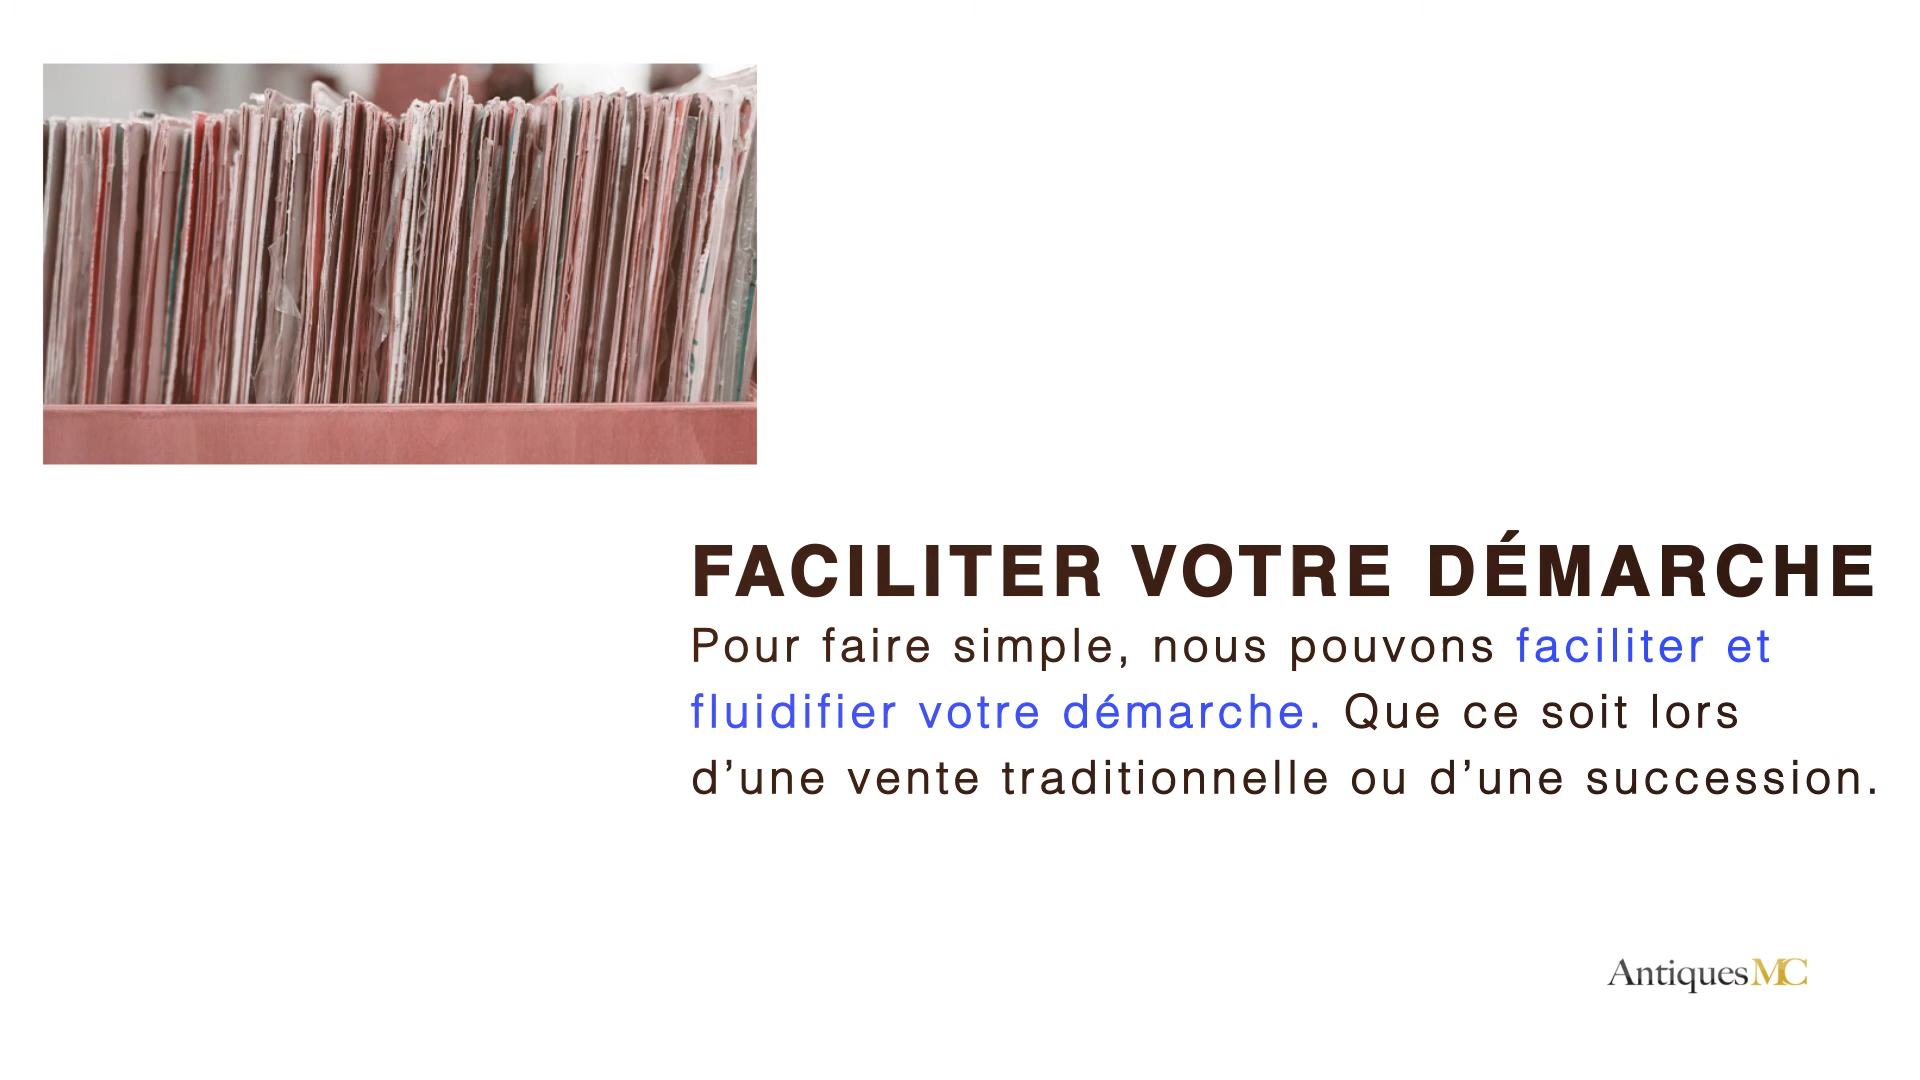 FACILITER VOTRE DÉMARCHE
Pour faire simple, nous pouvons faciliter et
fluidifier votre démarche. Que ce soit lors
d’une vente traditionnelle ou d’une succession.
AntiquesMC